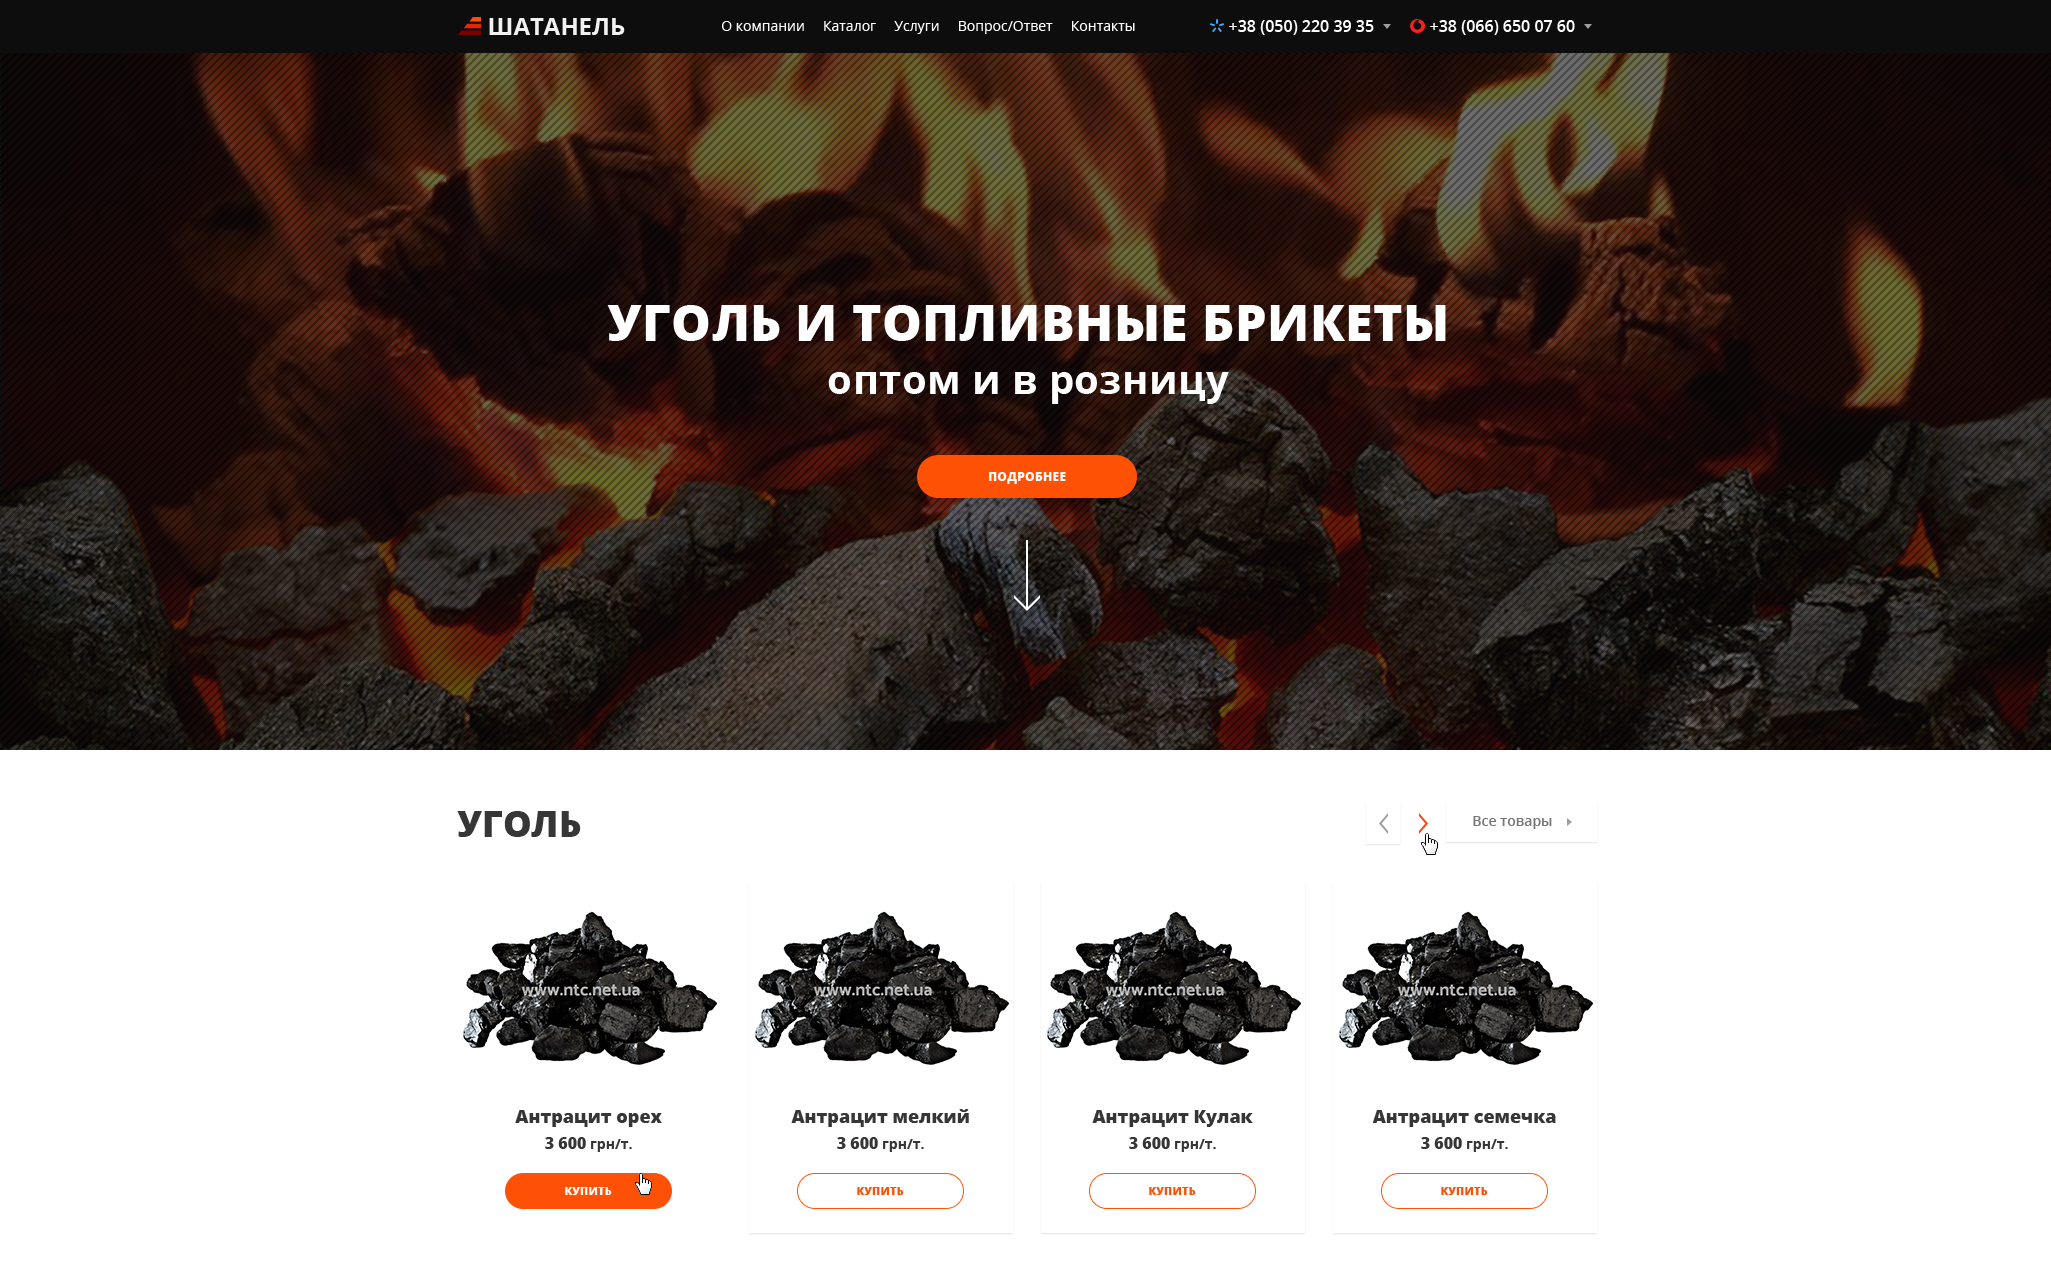 ШАТАНЕЛЬ
О компании Каталог Услуги Вопрос/Ответ Контакты
+38 (050) 220 39 35
+38 (066) 650 07 60
УГОЛЬ И ТОПЛИВНЫЕ БРИКЕТЫ
оптом и в розницу
ПОДРОБНЕЕ
УГОЛЬ
Все товары
www.ntc.net.ua
Антрацит орех
3 600 грн/т.
КУПИТЬ
www.ntc.net.ua
Антрацит мелкий
3 600 грн/т.
КУПИТЬ
www.ntc.net.ua
Антрацит Кулак
3 600 грн/т.
КУПИТЬ
www.ntc.net.ua
Антрацит семечка
3 600 грн/т.
КУПИТЬ